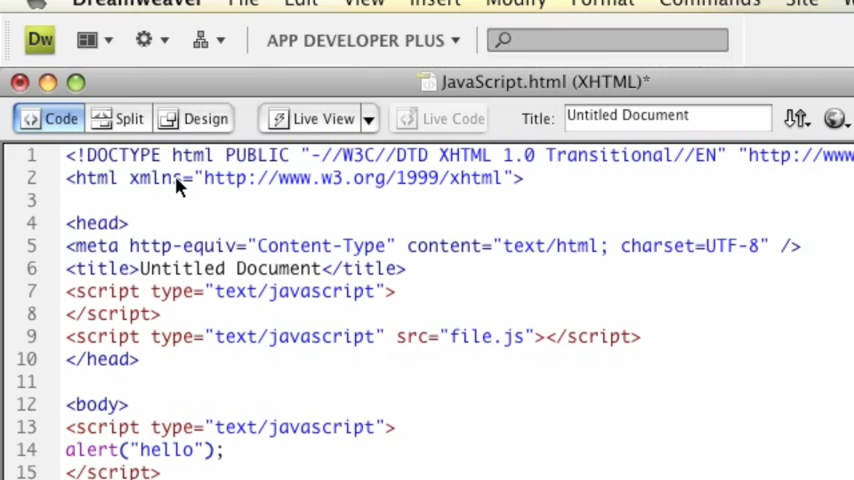 Dreamweaver File Edit View Insert Modify Format Commands Site
Dw APP DEVELOPER PLUS
JavaScript.html (XHTML)*
Code Split Design Live View Live Code Title: Untitled Document
1 <!DOCTYPE html PUBLIC "-//W3C//DTD XHTML 1.0 Transitional//EN" "http://www
2 <html xmlns="http://www.w3.org/1999/xhtml">
3
4 <head>
5 <meta http-equiv="Content-Type" content="text/html; charset=UTF-8" />
6 <title>Untitled Document</title>
7 <script type="text/javascript">
8 </script>
9 <script type="text/javascript" src="file.js"></script>
10 </head>
11
12 <body>
13 <script type="text/javascript">
14 alert("hello");
15 </script>